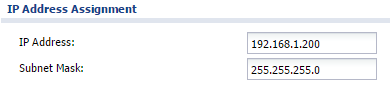 IP Address Assignment
IP Address: 192.168.1.200
Subnet Mask: 255.255.255.0